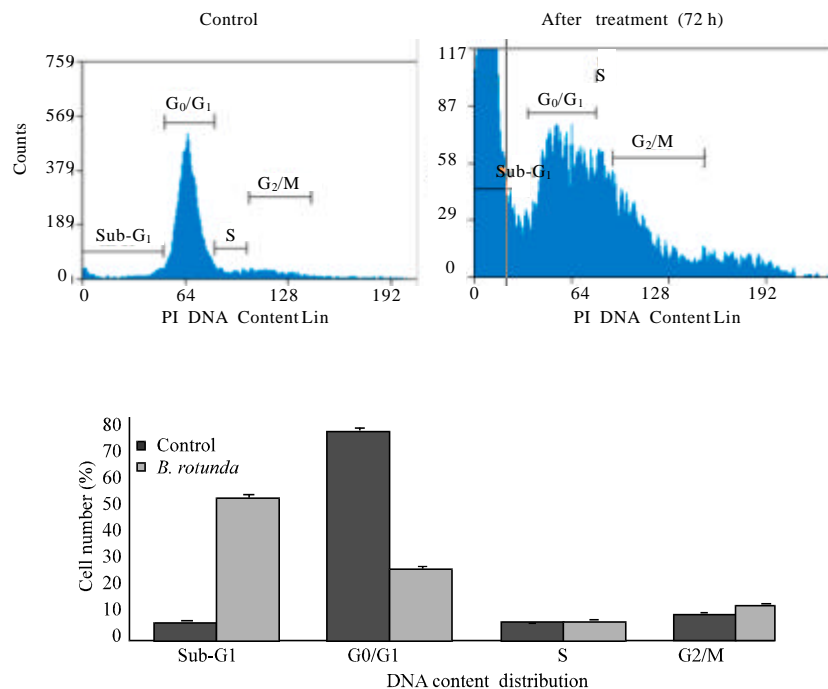 Control
759
569
379
189
0
Counts
G₀/G₁
G₂/M
Sub-G₁
S
0 64 128 192
PI DNA Content Lin
After treatment (72 h)
117
87
58
29
0
S
G₀/G₁
G₂/M
Sub-G₁
0 64 128 192
PI DNA Content Lin
80
70
60
50
40
30
20
10
0
Cell number (%)
Control
B. rotunda
Sub-G1 G0/G1 S G2/M
DNA content distribution